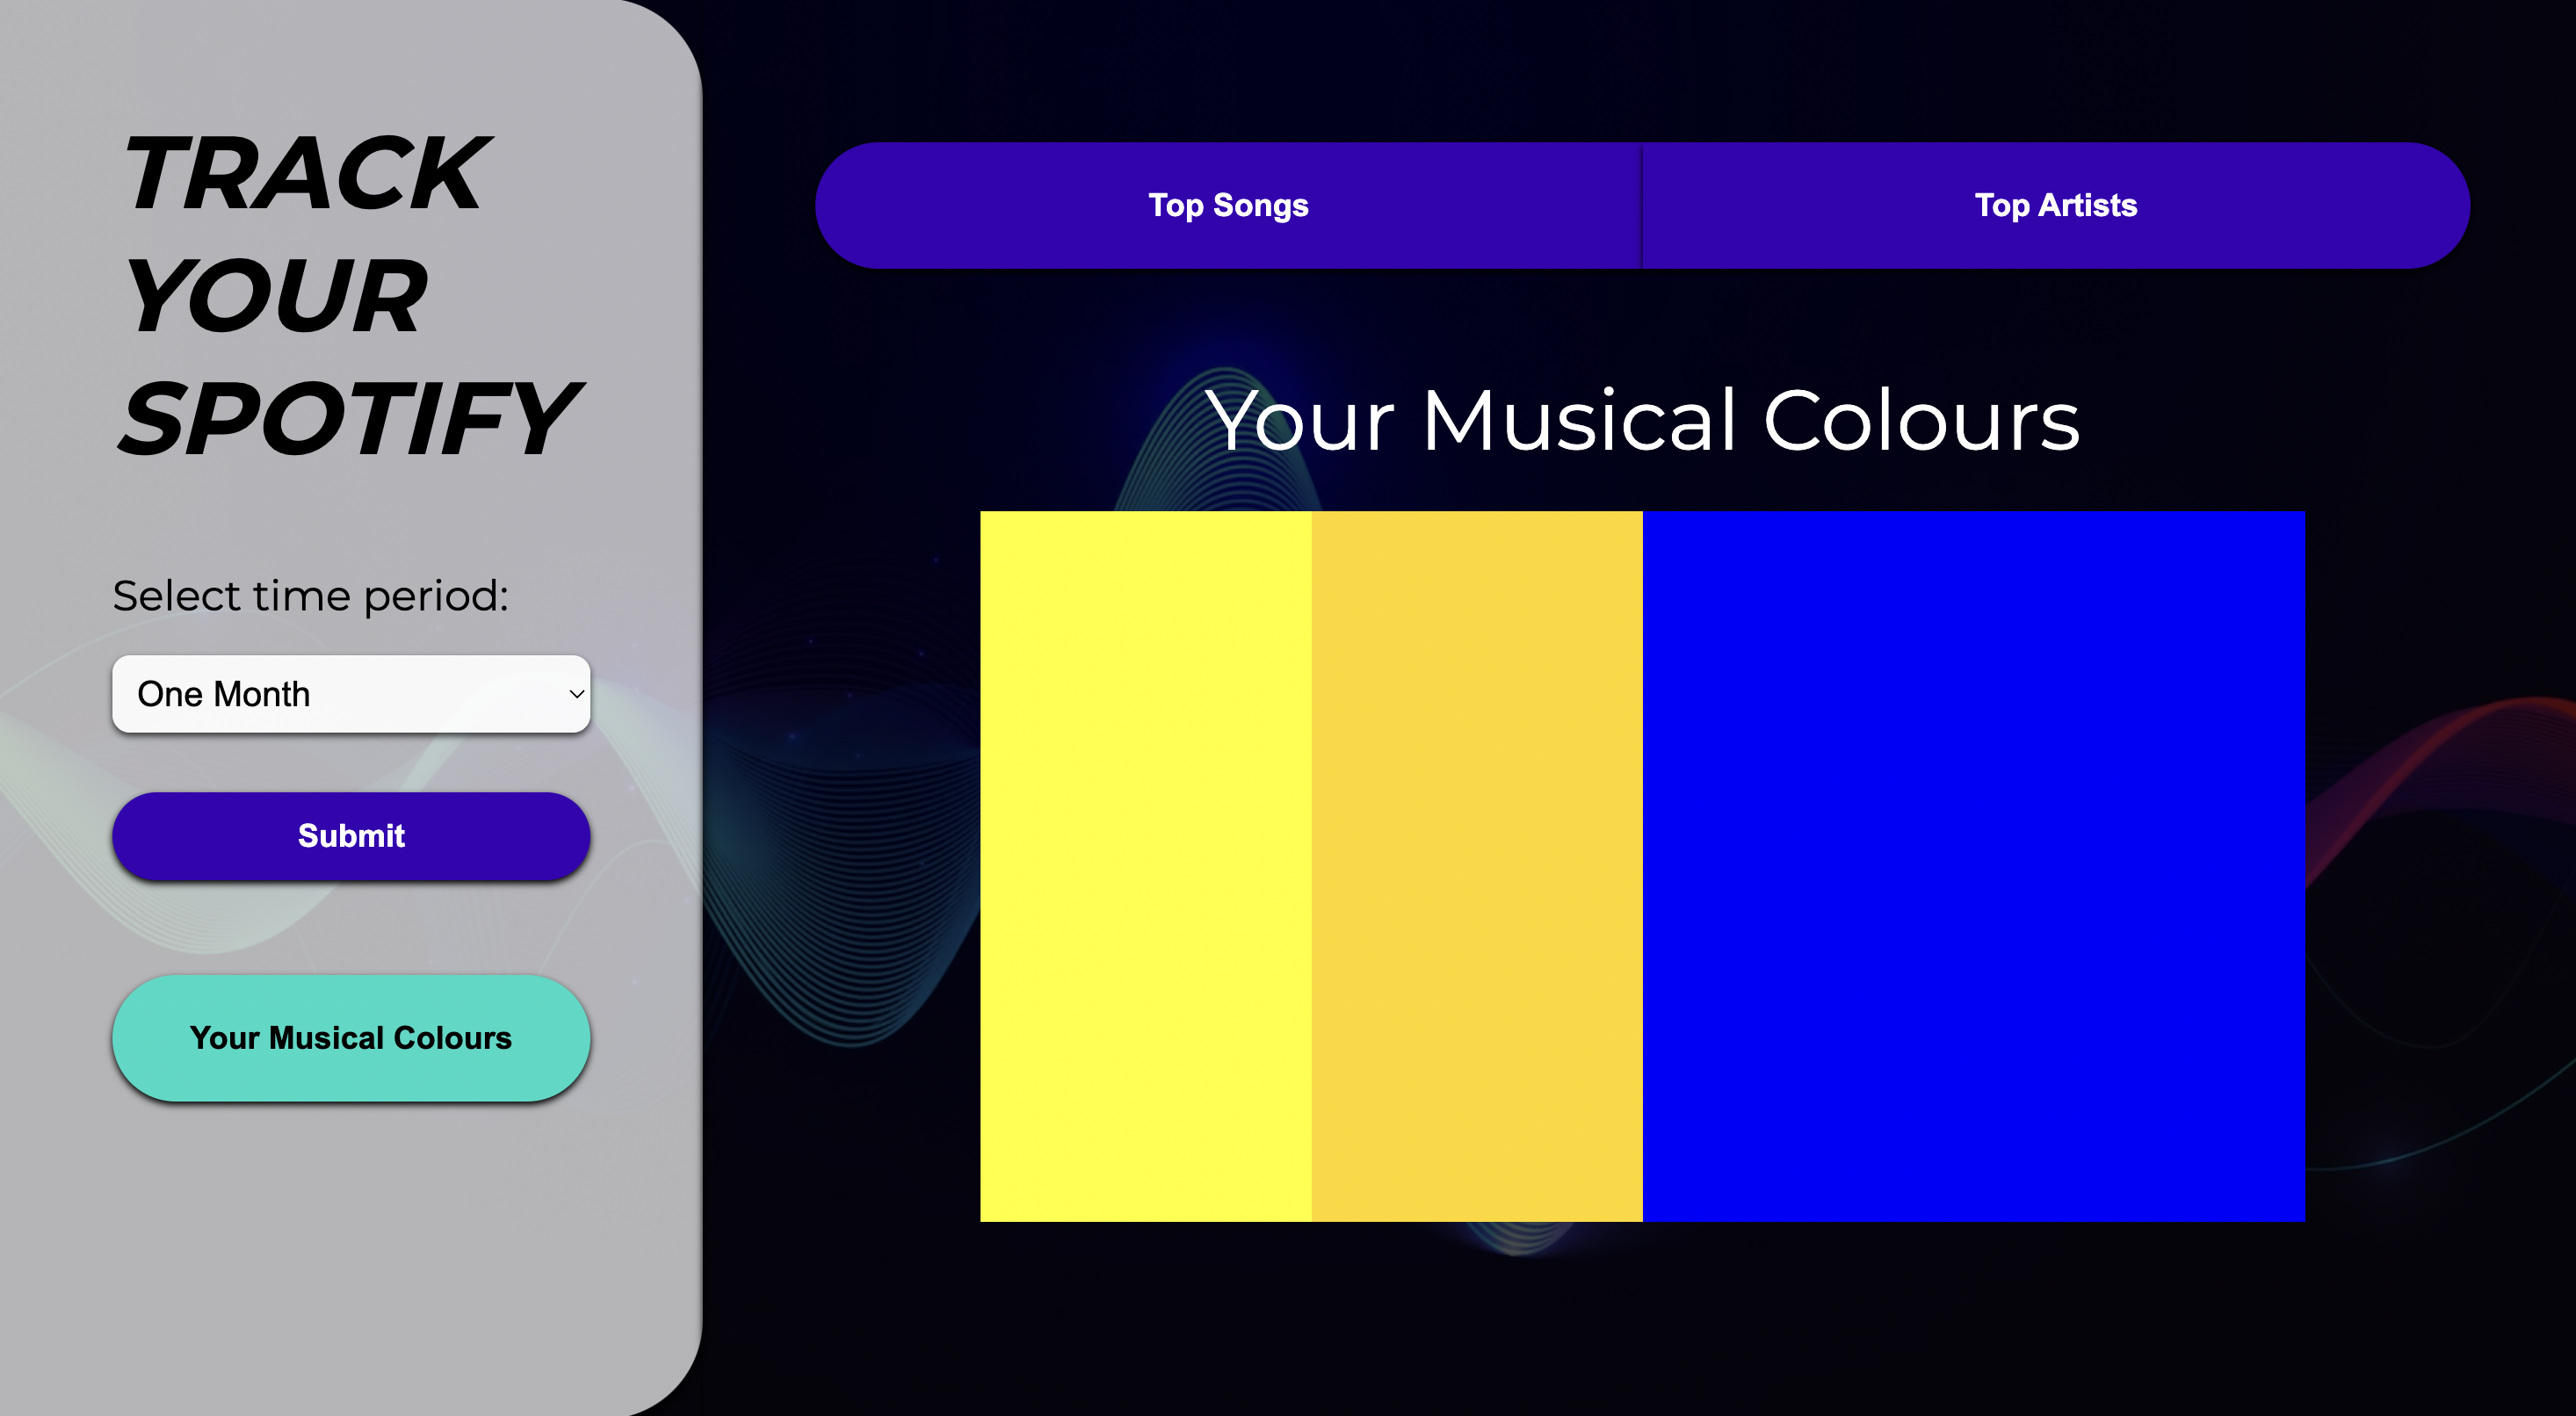 TRACK
YOUR
SPOTIFY
Select time period:
One Month
Submit
Your Musical Colours
Top Songs
Top Artists
Your Musical Colours